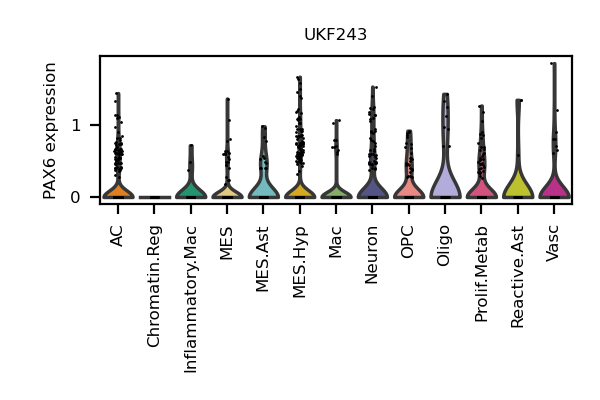 UKF243
PAX6 expression
1
0
AC
Chromatin.Reg
Inflammatory.Mac
MES
MES.Ast
MES.Hyp
Mac
Neuron
OPC
Oligo
Prolif.Metab
Reactive.Ast
Vasc